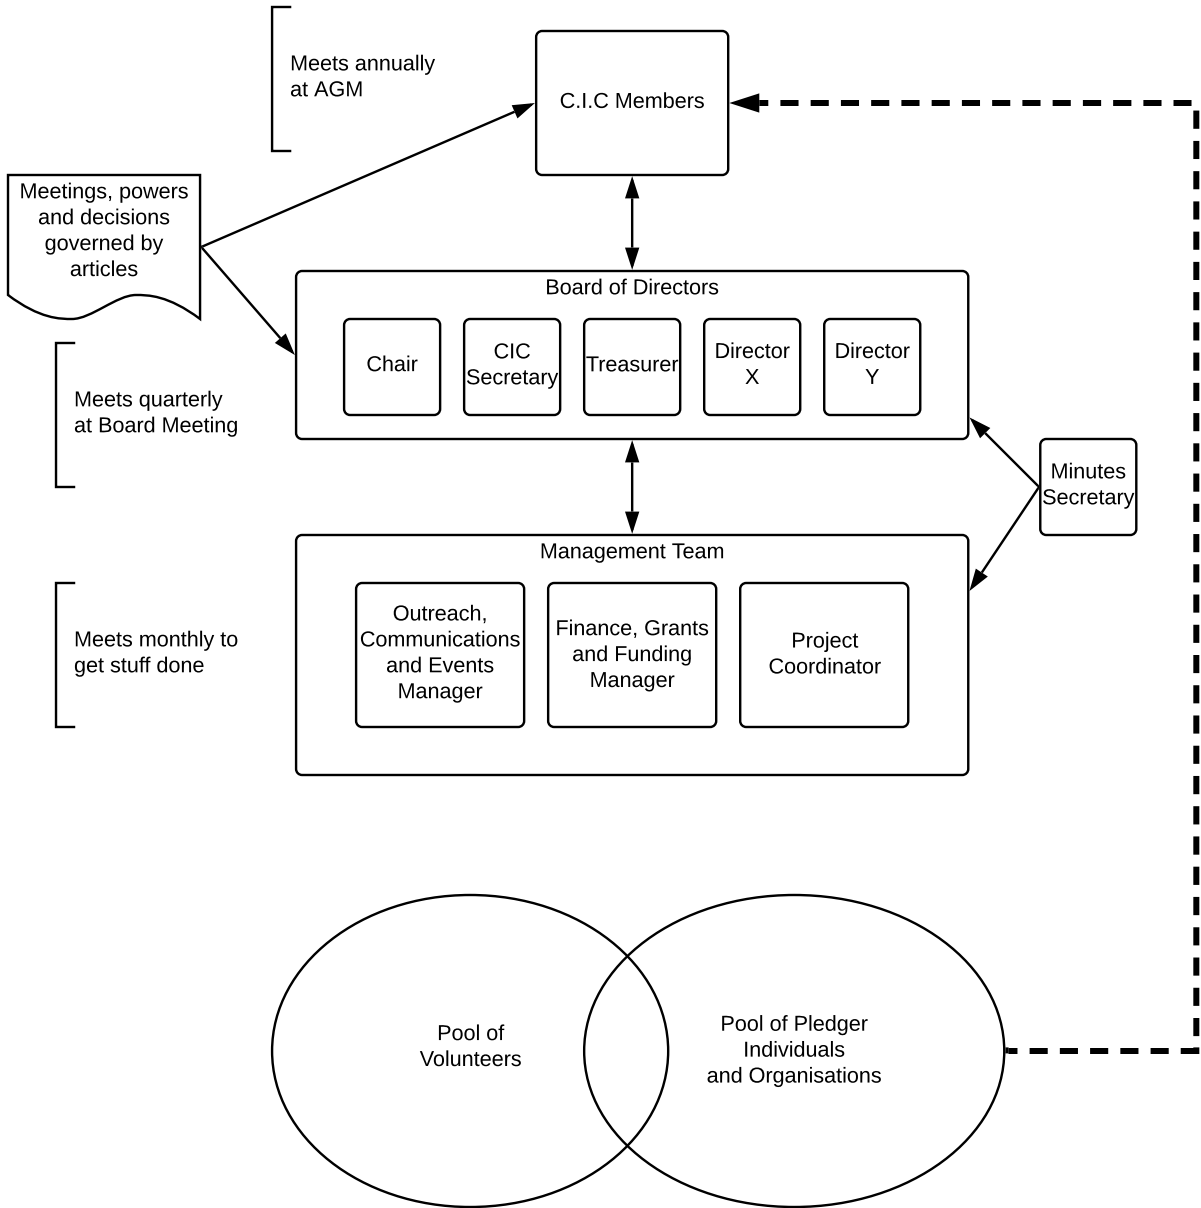 Meets annually
at AGM
C.I.C Members
Meetings, powers
and decisions
governed by
articles
Board of Directors
Chair
CIC
Secretary
Treasurer
Director
X
Director
Y
Meets quarterly
at Board Meeting
Minutes
Secretary
Management Team
Outreach,
Communications
and Events
Manager
Finance, Grants
and Funding
Manager
Project
Coordinator
Meets monthly to
get stuff done
Pool of
Volunteers
Pool of Pledger
Individuals
and Organisations